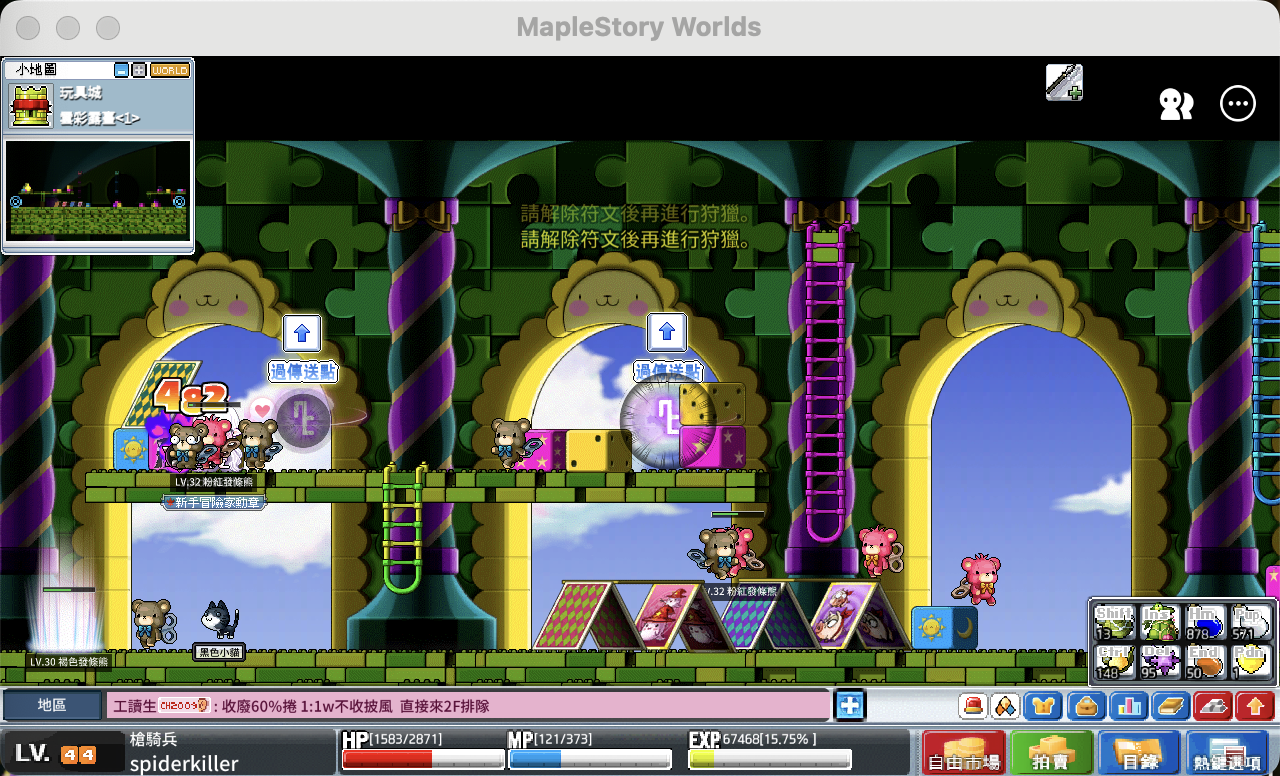 MapleStory Worlds
小地圖
WORLD
玩具城
雲彩露臺<1>
請解除符文後再進行狩獵。
請解除符文後再進行狩獵。
過傳送點
過傳送點
482
LV.32 粉紅發條熊
新手冒險家勳章
LV.32 粉紅發條熊
黑色小貓
LV.30 褐色發條熊
Shift 13
Ins
Hm 878
Pup 571
Ctrl 148
Del 95
End 50
Pdn 1
地區
工讀生 CH2003 : 收廢60%捲 1:1w不收披風 直接來2F排隊
LV. 44
槍騎兵
spiderkiller
HP[1583/2871]
MP[121/373]
EXP 67468[15.75% ]
自由市場
拍賣
目錄
熱鍵選項